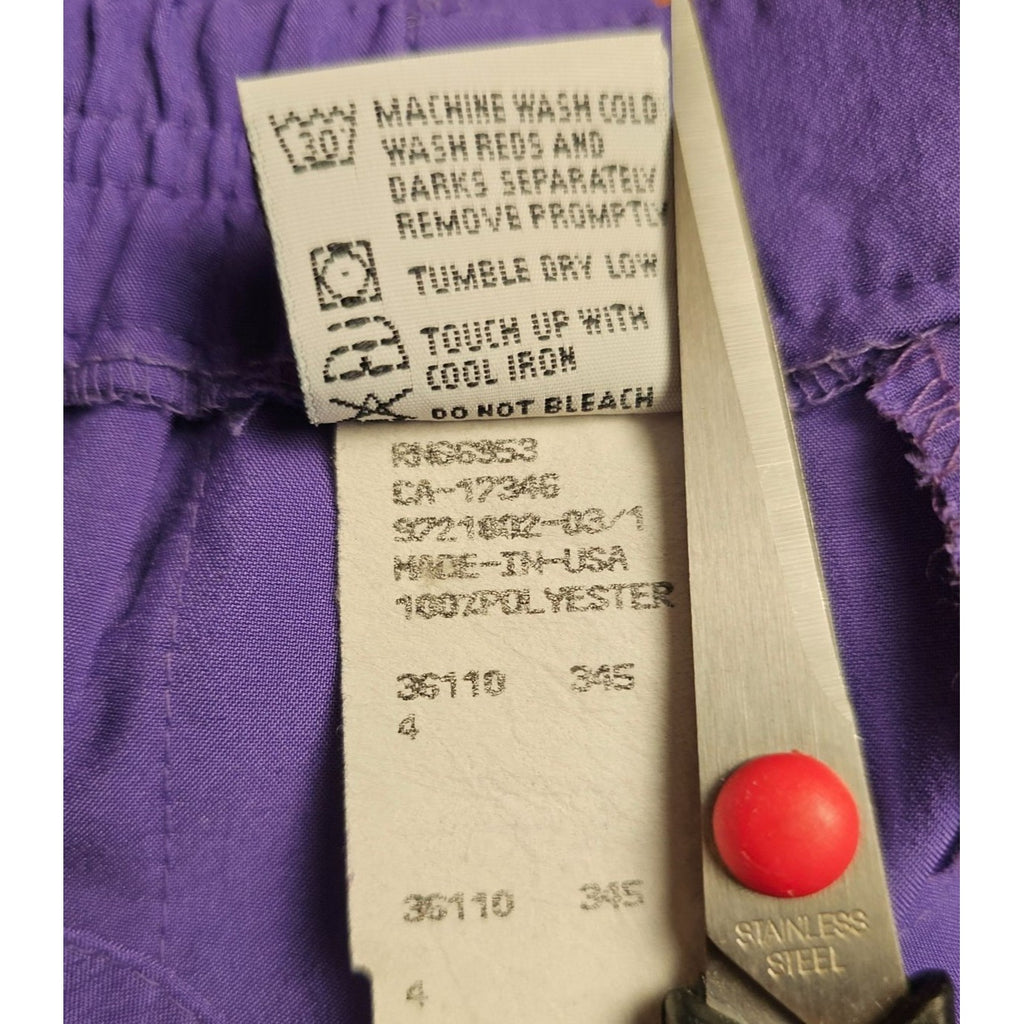 30°
MACHINE WASH COLD
WASH REDS AND
DARKS SEPARATELY
REMOVE PROMPTLY
TUMBLE DRY LOW
TOUCH UP WITH
COOL IRON
DO NOT BLEACH
RN66353
CA-17346
9721002-03/1
MADE-IN-USA
100%POLYESTER
36110 345
4
36110 345
4
STAINLESS
STEEL